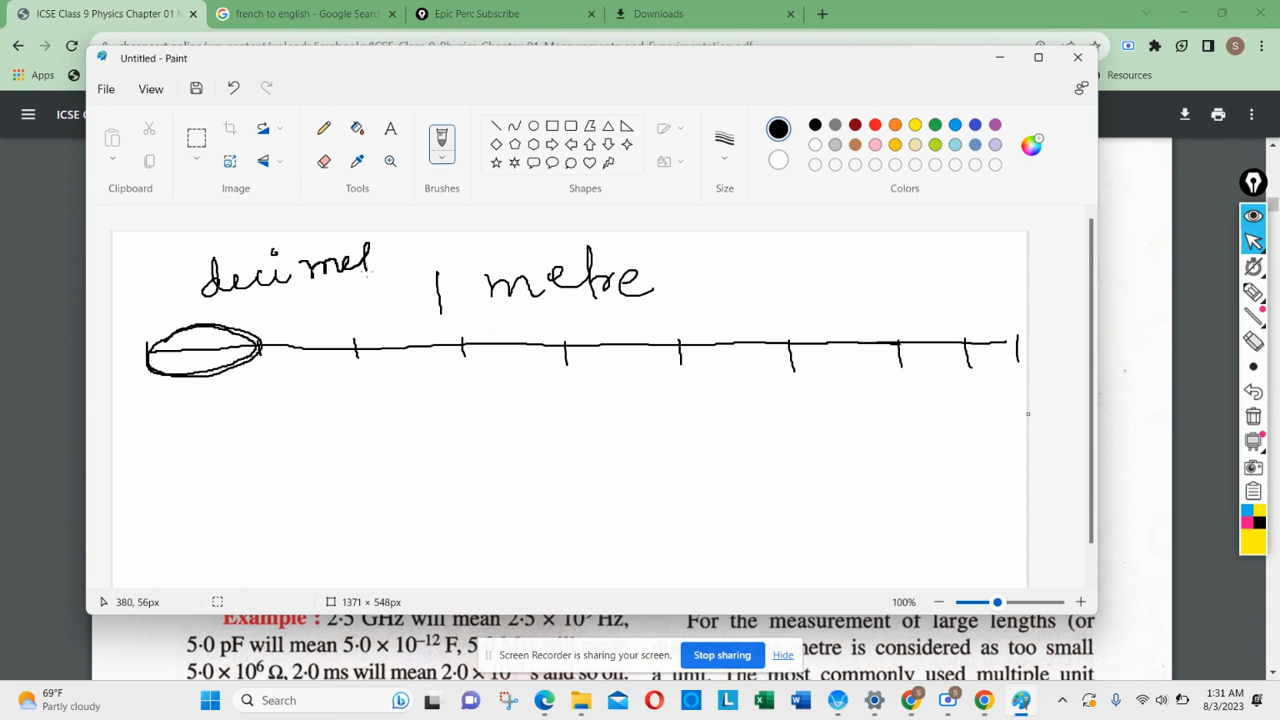 ICSE Class 9 Physics Chapter 01 M
french to english - Google Searc
Epic Pen: Subscribe
Downloads
Apps
Resources
ICSE
Untitled - Paint
File
View
Clipboard
Image
Tools
Brushes
Shapes
Size
Colors
decimet
1 metre
380, 56px
1371 × 548px
100%
Example : 2·5 GHz will mean 2·5 × 10⁹ Hz,
5·0 pF will mean 5·0 × 10⁻¹² F, 5
5·0 × 10⁶ Ω, 2·0 ms will mean 2·0 × and so on.
For the measurement of large lengths (or
metre is considered as too small
a unit. The most commonly used multiple unit
Screen Recorder is sharing your screen.
Stop sharing
Hide
69°F
Partly cloudy
Search
1:31 AM
8/3/2023